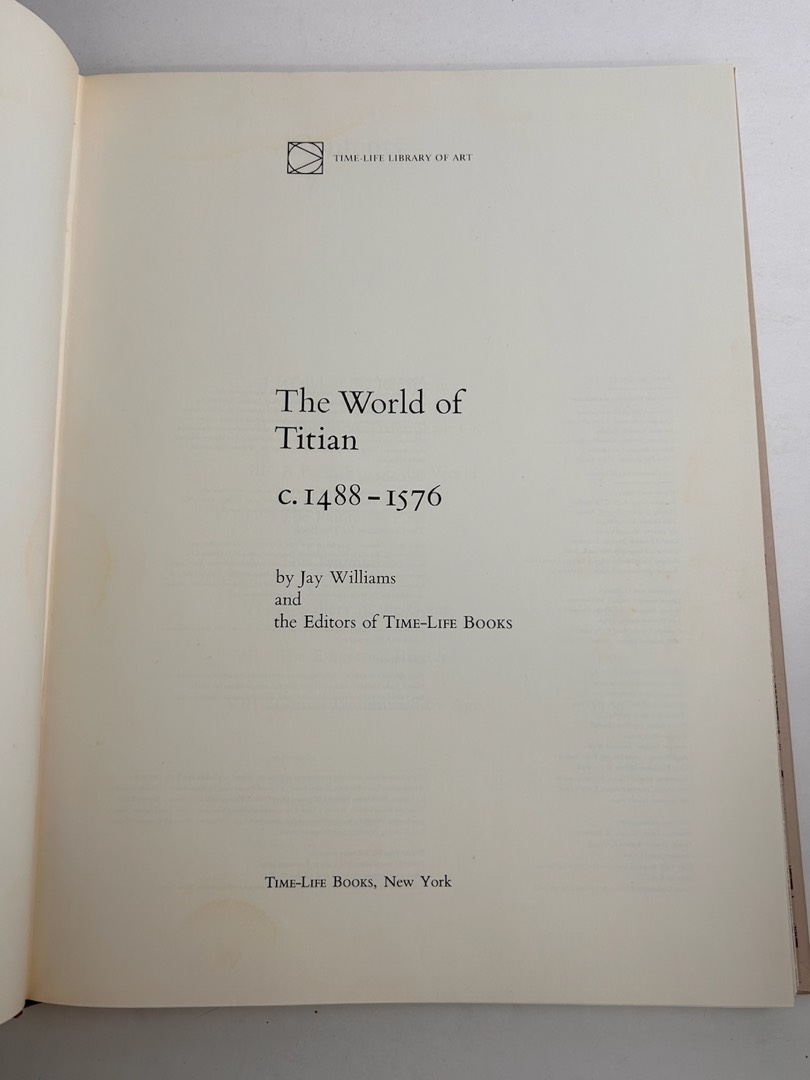 TIME-LIFE LIBRARY OF ART
The World of
Titian
c. 1488–1576
by Jay Williams
and
the Editors of TIME-LIFE BOOKS
TIME-LIFE BOOKS, New York